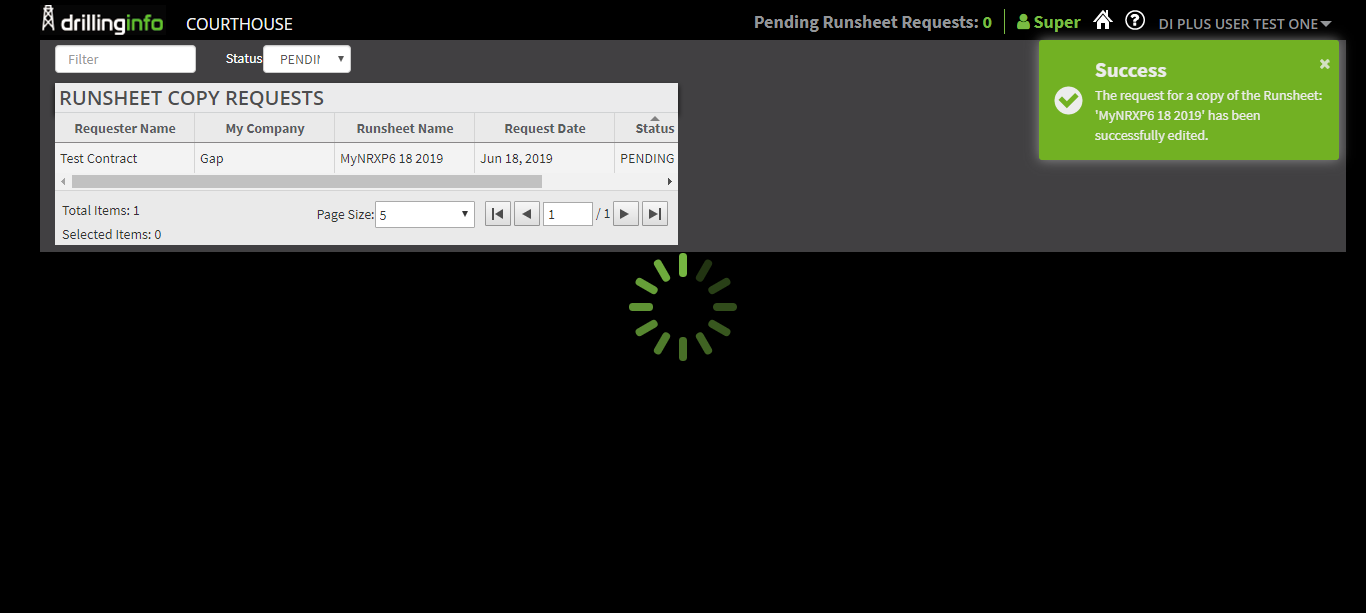 drillinginfo COURTHOUSE Pending Runsheet Requests: 0 Super DI PLUS USER TEST ONE
Filter Status PENDI
Success
The request for a copy of the Runsheet:
'MyNRXP6 18 2019' has been
successfully edited.
RUNSHEET COPY REQUESTS
Requester Name My Company Runsheet Name Request Date Status
Test Contract Gap MyNRXP6 18 2019 Jun 18, 2019 PENDING
Total Items: 1
Selected Items: 0
Page Size: 5 1 / 1